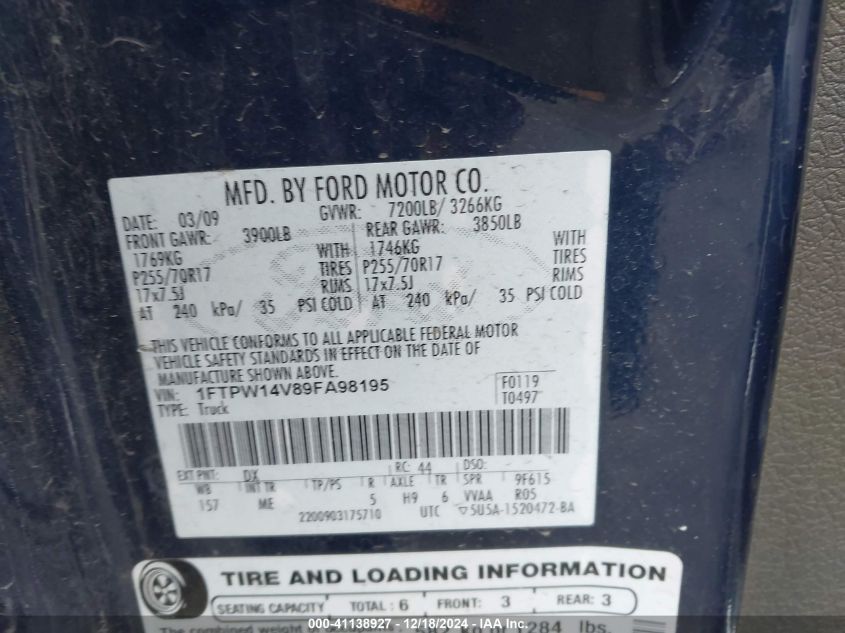 MFD. BY FORD MOTOR CO.
DATE: 03/09 GVWR: 7200LB/ 3266KG
FRONT GAWR: 3900LB REAR GAWR: 3850LB
1769KG WITH 1746KG WITH
P255/70R17 TIRES P255/70R17 TIRES
17x7.5J RIMS 17x7.5J RIMS
AT 240 kPa/ 35 PSI COLD AT 240 kPa/ 35 PSI COLD
THIS VEHICLE CONFORMS TO ALL APPLICABLE FEDERAL MOTOR
VEHICLE SAFETY STANDARDS IN EFFECT ON THE DATE OF
MANUFACTURE SHOWN ABOVE.
VIN: 1FTPW14V89FA98195 F0119
TYPE: Truck T0497
EXT PNT: DX RC: 44 DSO:
WB INT TR TP/PS R AXLE TR SPR 9F615
157 ME 5 H9 6 VVAA R05
2200903175710 UTC ▽5U5A-1520472-BA
TIRE AND LOADING INFORMATION
SEATING CAPACITY TOTAL: 6 FRONT: 3 REAR: 3
The combined weight of 1284 lbs.
000-41138927 - 12/18/2024 - IAA Inc.